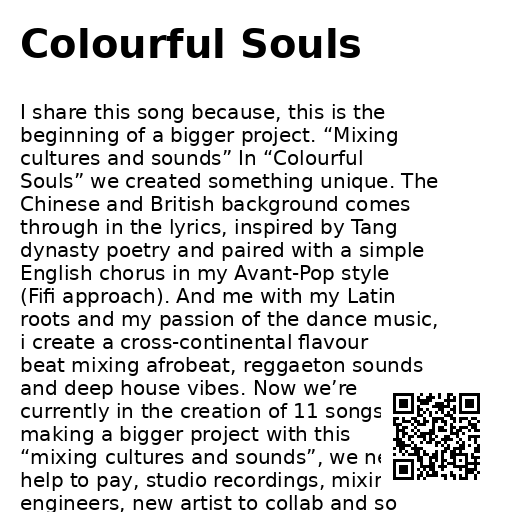 Colourful Souls
I share this song because, this is the
beginning of a bigger project. “Mixing
cultures and sounds” In “Colourful
Souls” we created something unique. The
Chinese and British background comes
through in the lyrics, inspired by Tang
dynasty poetry and paired with a simple
English chorus in my Avant-Pop style
(Fifi approach). And me with my Latin
roots and my passion of the dance music,
i create a cross-continental flavour
beat mixing afrobeat, reggaeton sounds
and deep house vibes. Now we’re
currently in the creation of 11 songs
making a bigger project with this
“mixing cultures and sounds”, we
help to pay, studio recordings,
engineers, new artist to collab and so